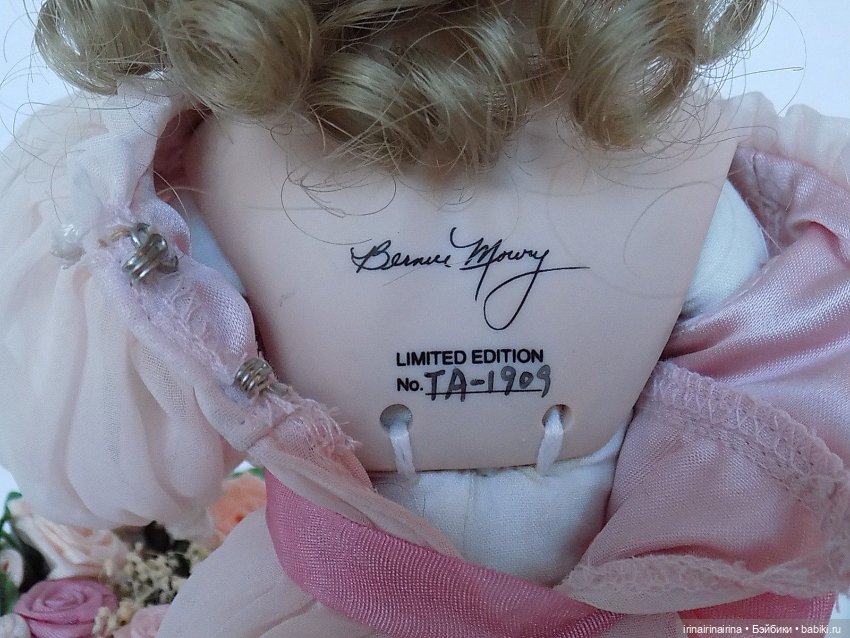 Bernice Mowry
LIMITED EDITION
No. TA-1909
irinairinairina • Бэйбики • babiki.ru